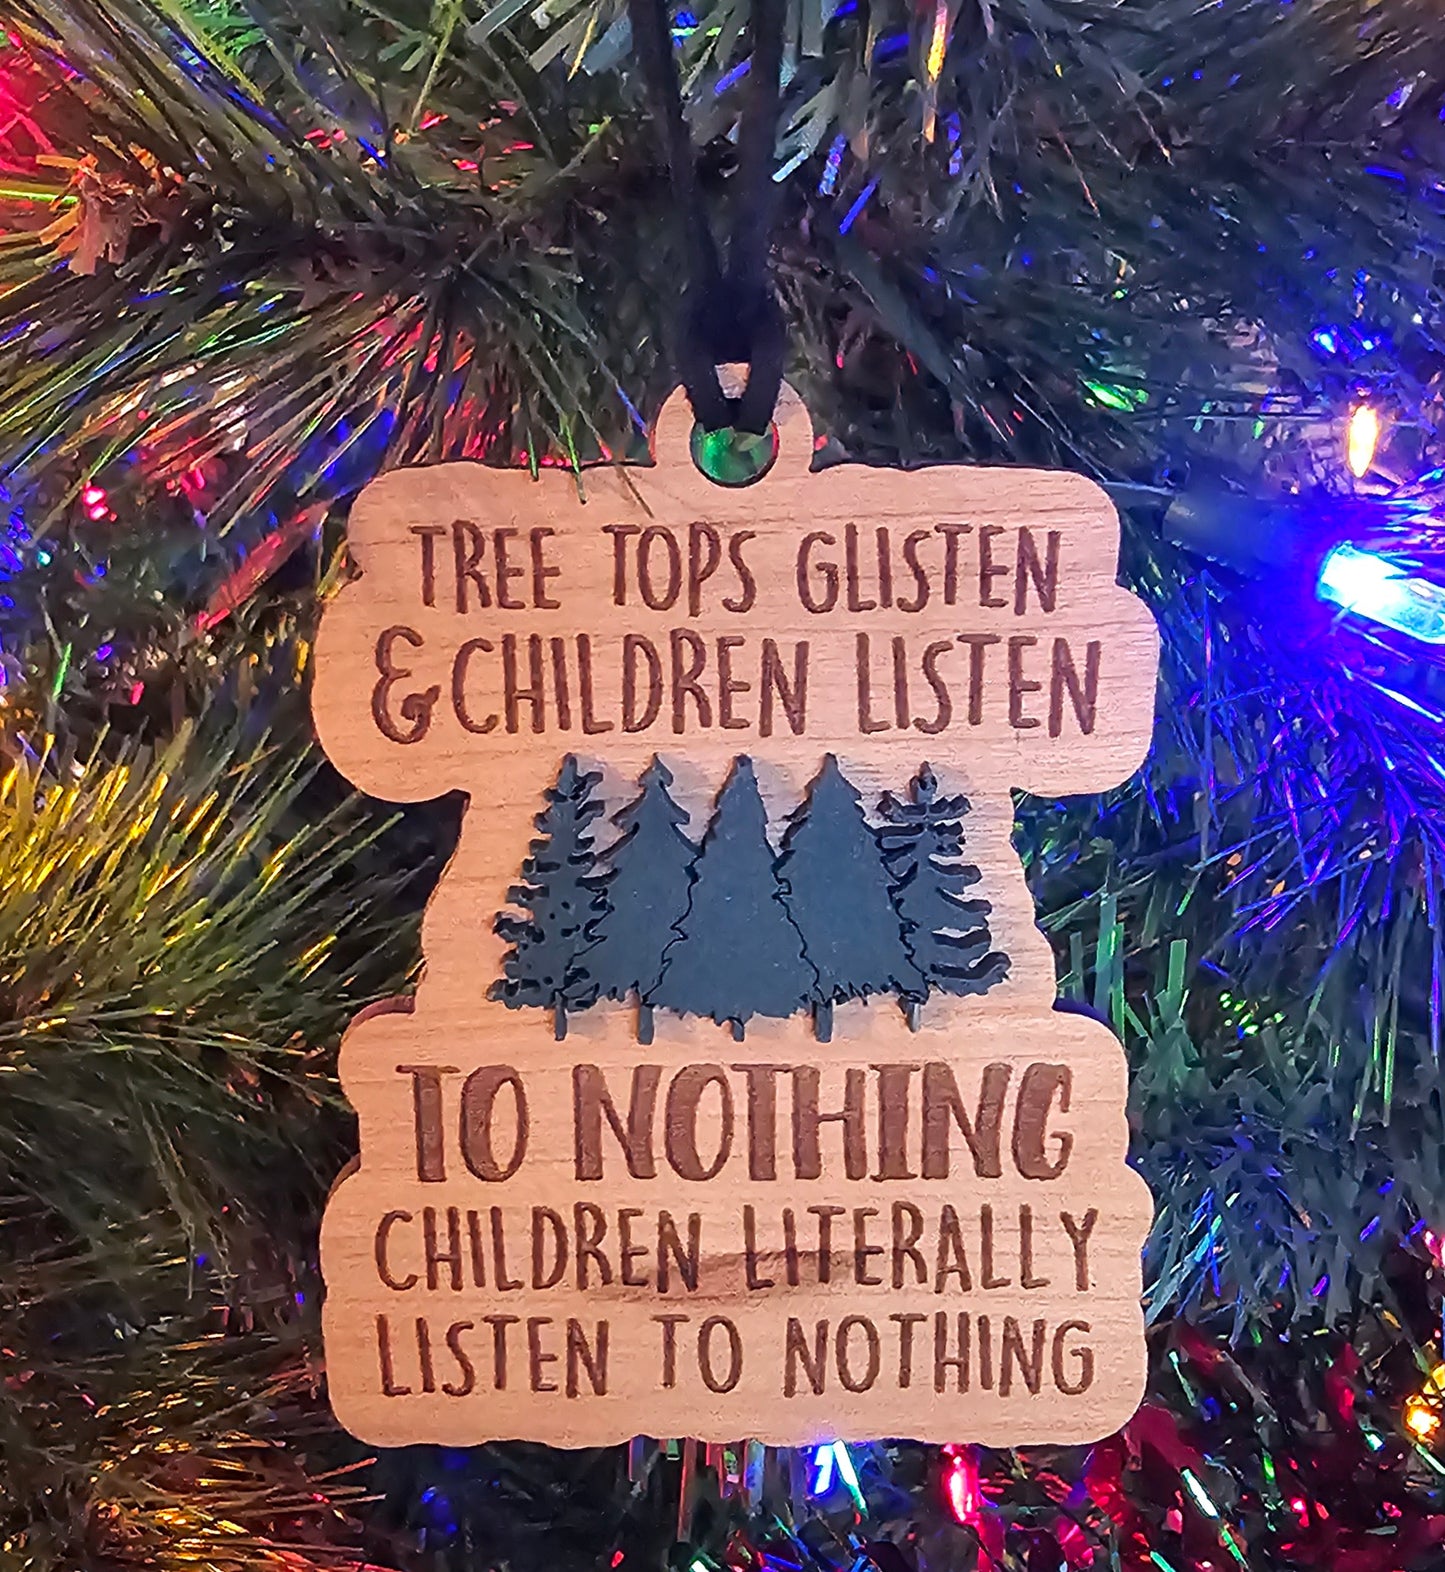 TREE TOPS GLISTEN
& CHILDREN LISTEN
TO NOTHING
CHILDREN LITERALLY
LISTEN TO NOTHING